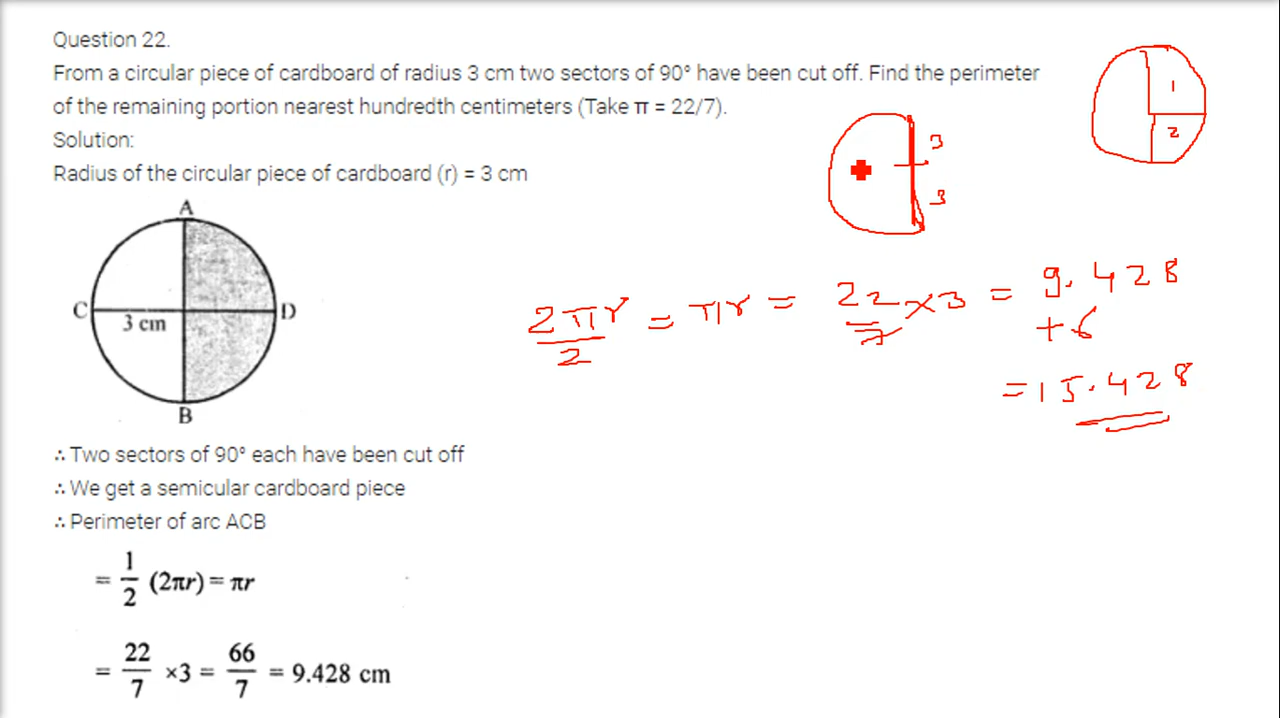 Question 22.
From a circular piece of cardboard of radius 3 cm two sectors of 90° have been cut off. Find the perimeter
of the remaining portion nearest hundredth centimeters (Take π = 22/7).
Solution:
Radius of the circular piece of cardboard (r) = 3 cm
1
2
3
3
A
C
3 cm
D
B
2πr/2 = πr = 22/7 × 3 = 9.428
+ 6
= 15.428
∴ Two sectors of 90° each have been cut off
∴ We get a semicular cardboard piece
∴ Perimeter of arc ACB
= 1/2 (2πr) = πr
= 22/7 ×3 = 66/7 = 9.428 cm